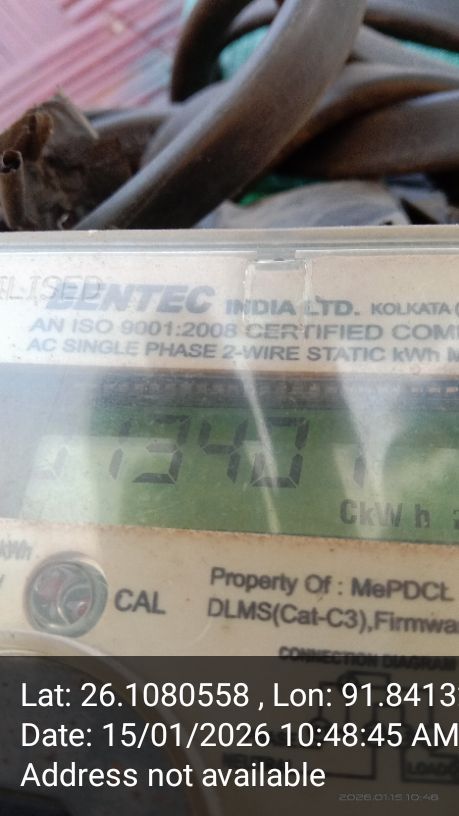 BENTEC INDIA LTD. KOLKATA
AN ISO 9001:2008 CERTIFIED COM
AC SINGLE PHASE 2-WIRE STATIC kWh M
CkWh
CAL
Property Of : MePDCL
DLMS(Cat-C3),Firmwa
CONNECTION DIAGRAM
Lat: 26.1080558 , Lon: 91.8413
Date: 15/01/2026 10:48:45 AM
Address not available
2026.01.15 10:48